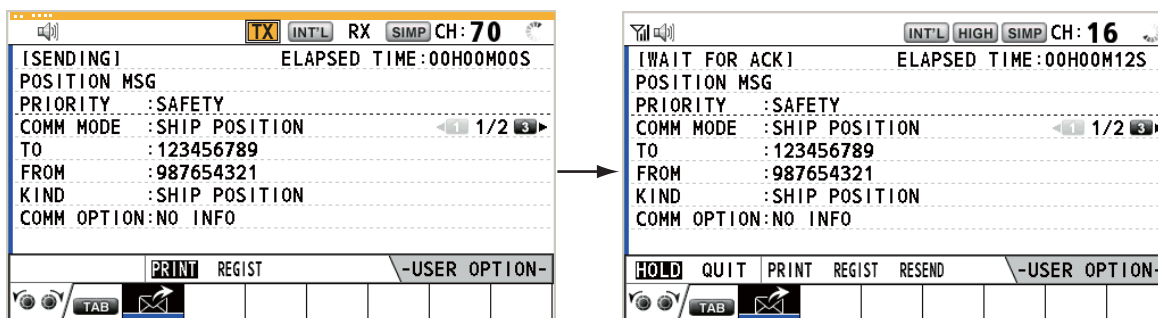 TX INT'L RX SIMP CH:70
[SENDING] ELAPSED TIME:00H00M00S
POSITION MSG
PRIORITY :SAFETY
COMM MODE :SHIP POSITION 1 1/2 3
TO :123456789
FROM :987654321
KIND :SHIP POSITION
COMM OPTION:NO INFO
PRINT REGIST -USER OPTION-
TAB
INT'L HIGH SIMP CH:16
[WAIT FOR ACK] ELAPSED TIME:00H00M12S
POSITION MSG
PRIORITY :SAFETY
COMM MODE :SHIP POSITION 1 1/2 3
TO :123456789
FROM :987654321
KIND :SHIP POSITION
COMM OPTION:NO INFO
HOLD QUIT PRINT REGIST RESEND -USER OPTION-
TAB